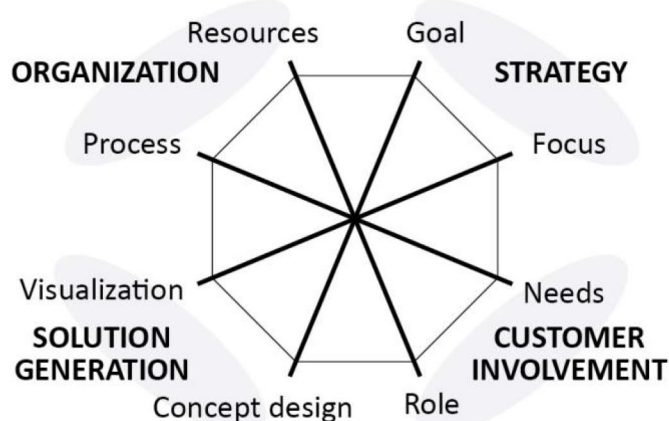 Resources
Goal
ORGANIZATION
STRATEGY
Process
Focus
Visualization
Needs
SOLUTION
GENERATION
CUSTOMER
INVOLVEMENT
Concept design
Role